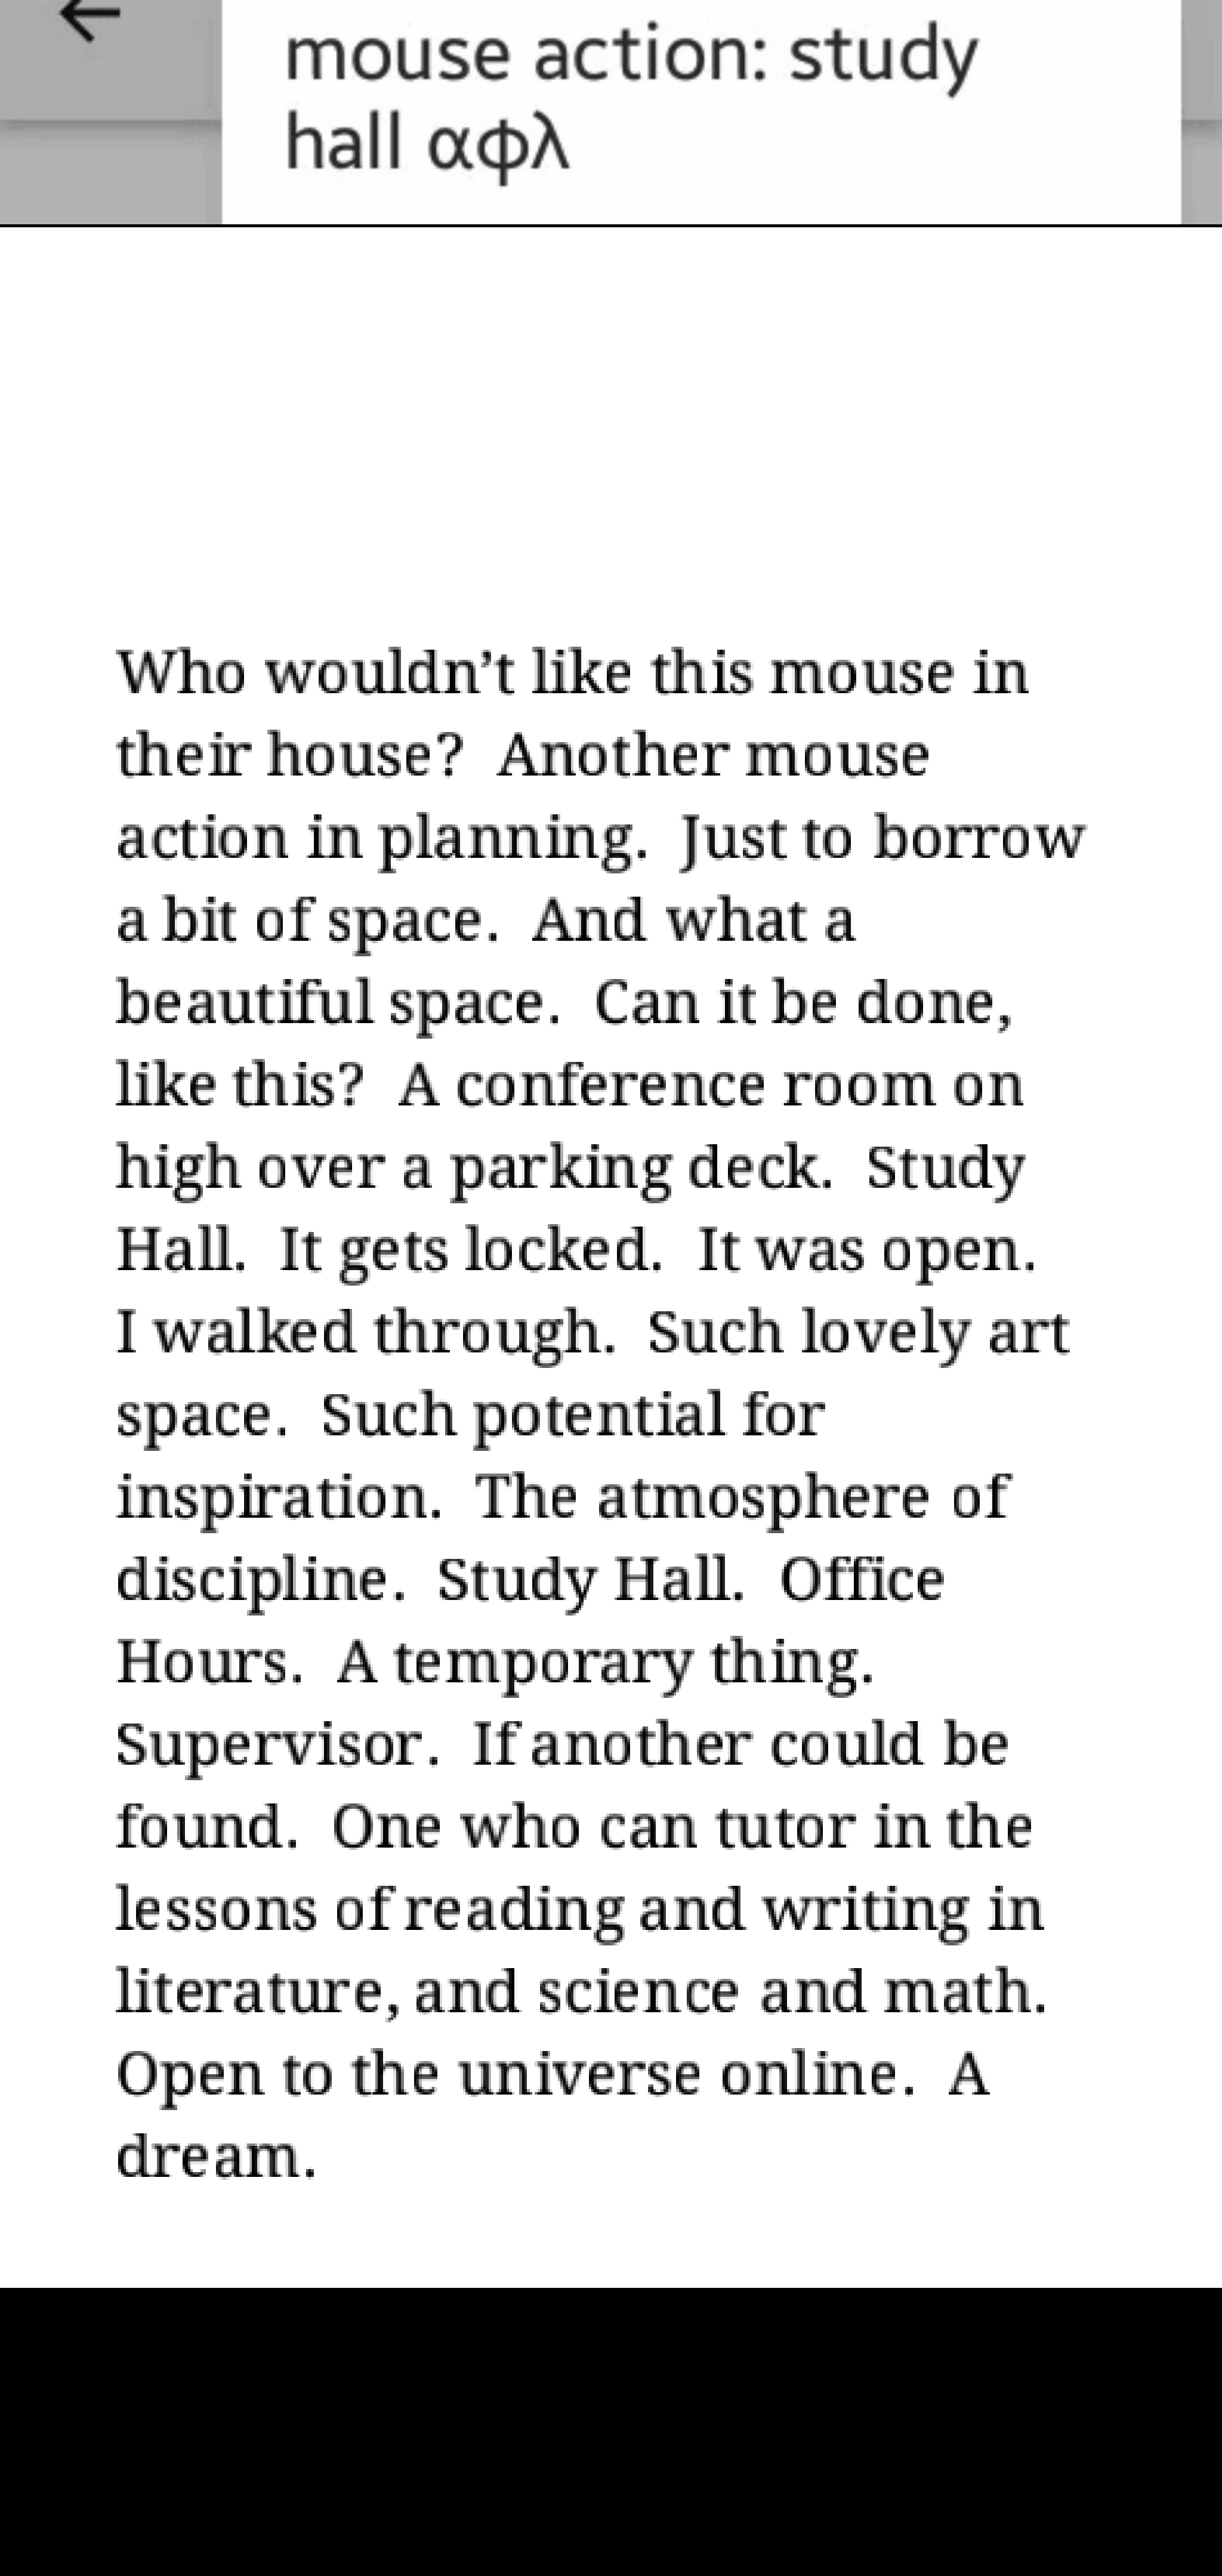 mouse action: study
hall αφλ
Who wouldn’t like this mouse in
their house?  Another mouse
action in planning.  Just to borrow
a bit of space.  And what a
beautiful space.  Can it be done,
like this?  A conference room on
high over a parking deck.  Study
Hall.  It gets locked.  It was open.
I walked through.  Such lovely art
space.  Such potential for
inspiration.  The atmosphere of
discipline.  Study Hall.  Office
Hours.  A temporary thing.
Supervisor.  If another could be
found.  One who can tutor in the
lessons of reading and writing in
literature, and science and math.
Open to the universe online.  A
dream.